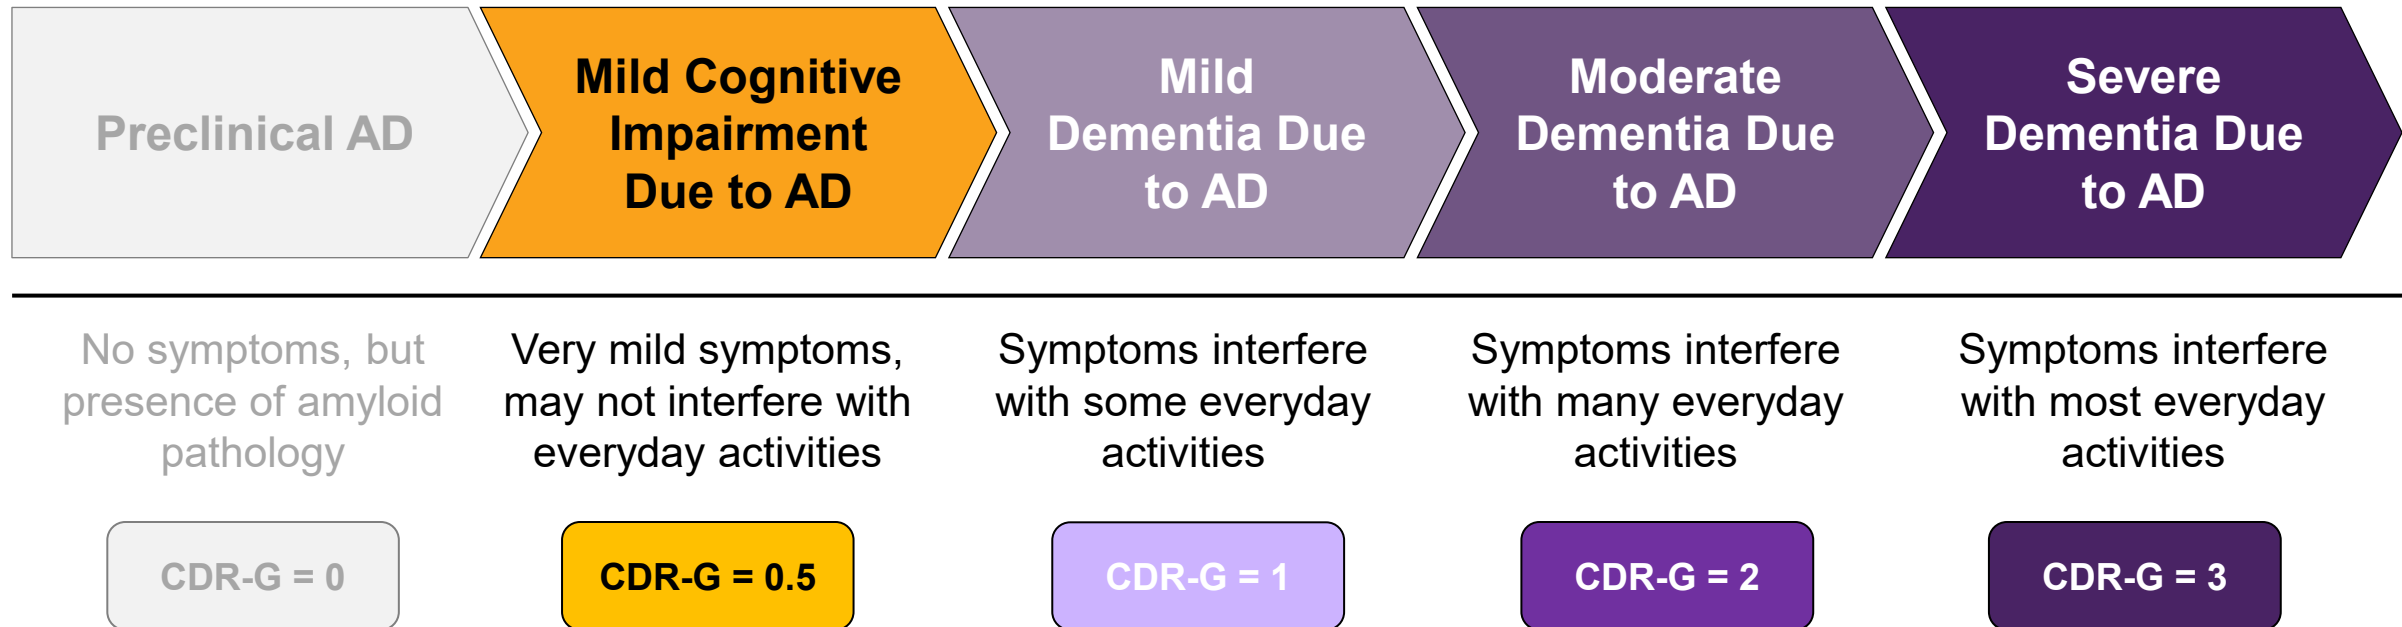 Preclinical AD
Mild Cognitive
Impairment
Due to AD
Mild
Dementia Due
to AD
Moderate
Dementia Due
to AD
Severe
Dementia Due
to AD
No symptoms, but
presence of amyloid
pathology
Very mild symptoms,
may not interfere with
everyday activities
Symptoms interfere
with some everyday
activities
Symptoms interfere
with many everyday
activities
Symptoms interfere
with most everyday
activities
CDR-G = 0
CDR-G = 0.5
CDR-G = 1
CDR-G = 2
CDR-G = 3